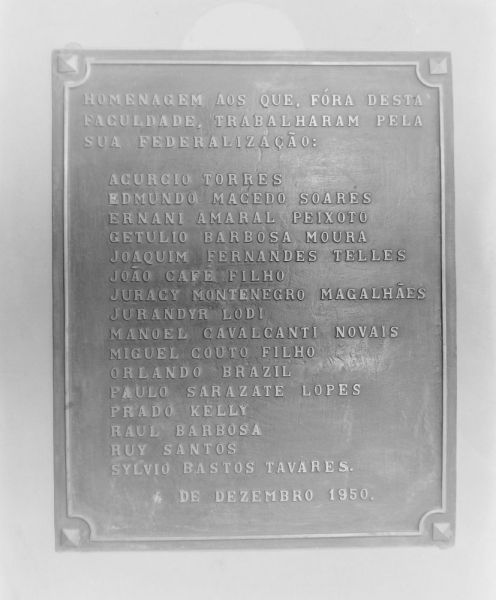 HOMENAGEM AOS QUE, FÓRA DESTA
FACULDADE, TRABALHARAM PELA
SUA FEDERALIZAÇÃO:
ACURCIO TORRES
EDMUNDO MACEDO SOARES
ERNANI AMARAL PEIXOTO
GETULIO BARBOSA MOURA
JOAQUIM FERNANDES TELLES
JOÃO CAFÉ FILHO
JURACY MONTENEGRO MAGALHÃES
JURANDYR LODI
MANOEL CAVALCANTI NOVAIS
MIGUEL COUTO FILHO
ORLANDO BRAZIL
PAULO SARAZATE LOPES
PRADO KELLY
RAUL BARBOSA
RUY SANTOS
SYLVIO BASTOS TAVARES.
DE DEZEMBRO 1950.